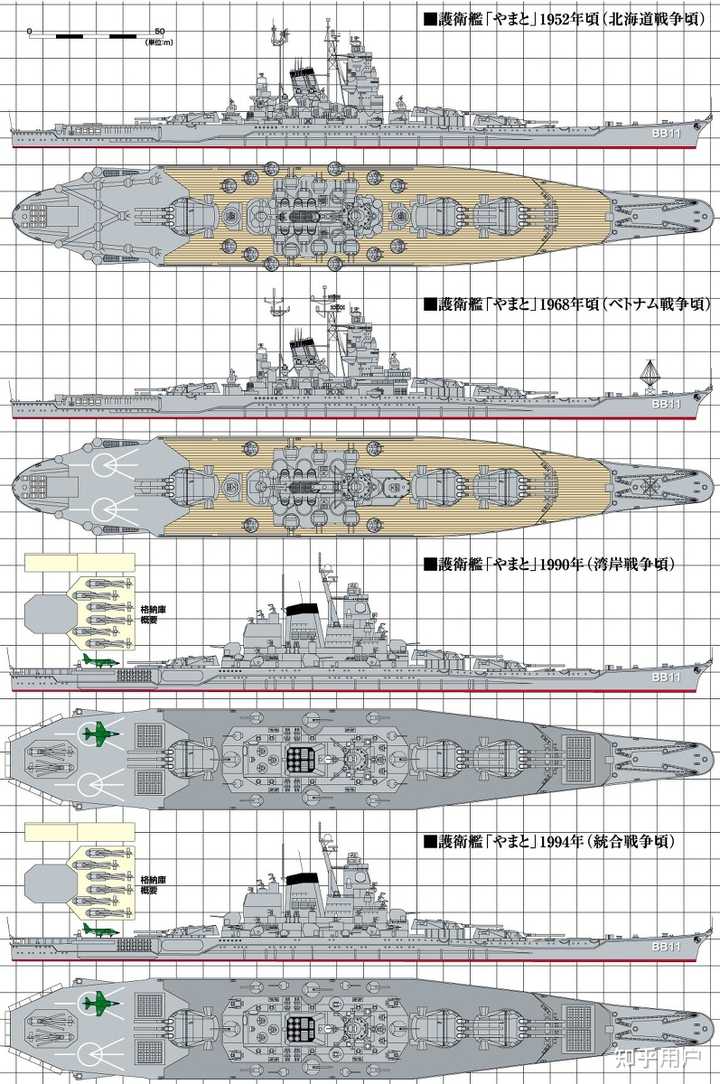 ■護衛艦「やまと」1952年頃（北海道戦争頃）
0 50
(単位:m)
BB11
■護衛艦「やまと」1968年頃（ベトナム戦争頃）
BB11
■護衛艦「やまと」1990年（湾岸戦争頃）
格納庫
概要
BB11
■護衛艦「やまと」1994年（統合戦争頃）
格納庫
概要
BB11
知乎用户